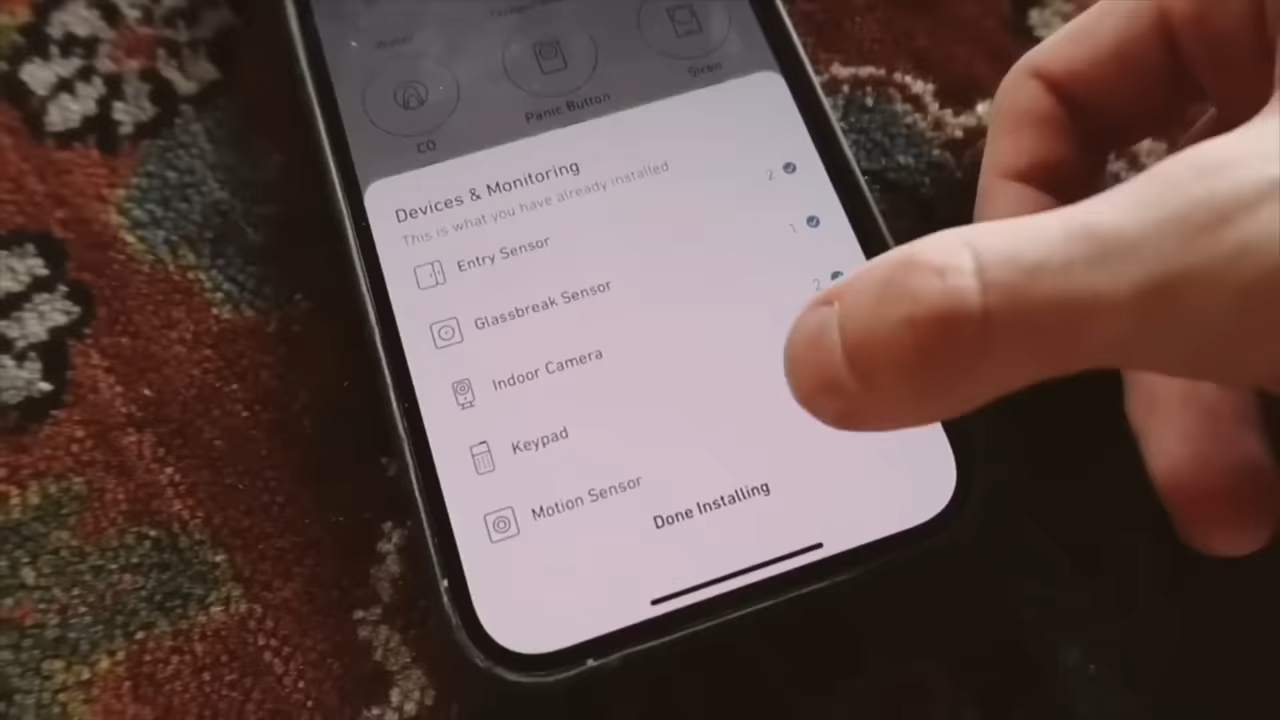 Siren
Panic Button
CO
Devices & Monitoring
This is what you have already installed
Entry Sensor 2
Glassbreak Sensor 1
Indoor Camera 2
Keypad
Motion Sensor
Done Installing